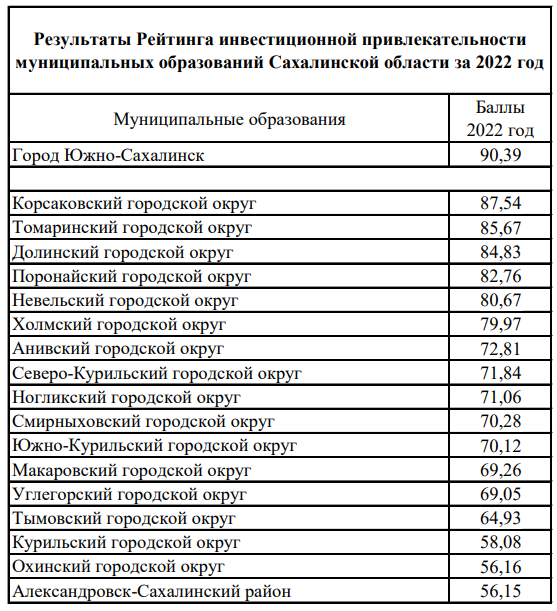 Результаты Рейтинга инвестиционной привлекательности
муниципальных образований Сахалинской области за 2022 год
Муниципальные образования Баллы
2022 год
Город Южно-Сахалинск 90,39
Корсаковский городской округ 87,54
Томаринский городской округ 85,67
Долинский городской округ 84,83
Поронайский городской округ 82,76
Невельский городской округ 80,67
Холмский городской округ 79,97
Анивский городской округ 72,81
Северо-Курильский городской округ 71,84
Ногликский городской округ 71,06
Смирныховский городской округ 70,28
Южно-Курильский городской округ 70,12
Макаровский городской округ 69,26
Углегорский городской округ 69,05
Тымовский городской округ 64,93
Курильский городской округ 58,08
Охинский городской округ 56,16
Александровск-Сахалинский район 56,15